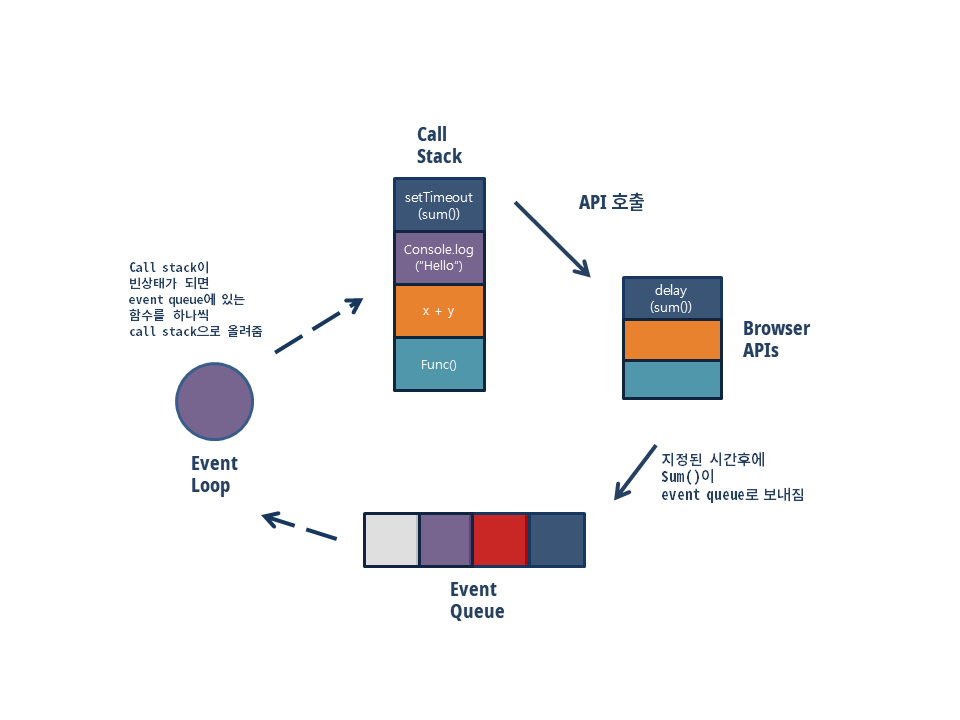 Call
Stack
setTimeout
(sum())
Console.log
("Hello")
x + y
Func()
API 호출
delay
(sum())
Browser
APIs
Call stack이
빈상태가 되면
event queue에 있는
함수를 하나씩
call stack으로 올려줌
Event
Loop
지정된 시간후에
Sum()이
event queue로 보내짐
Event
Queue